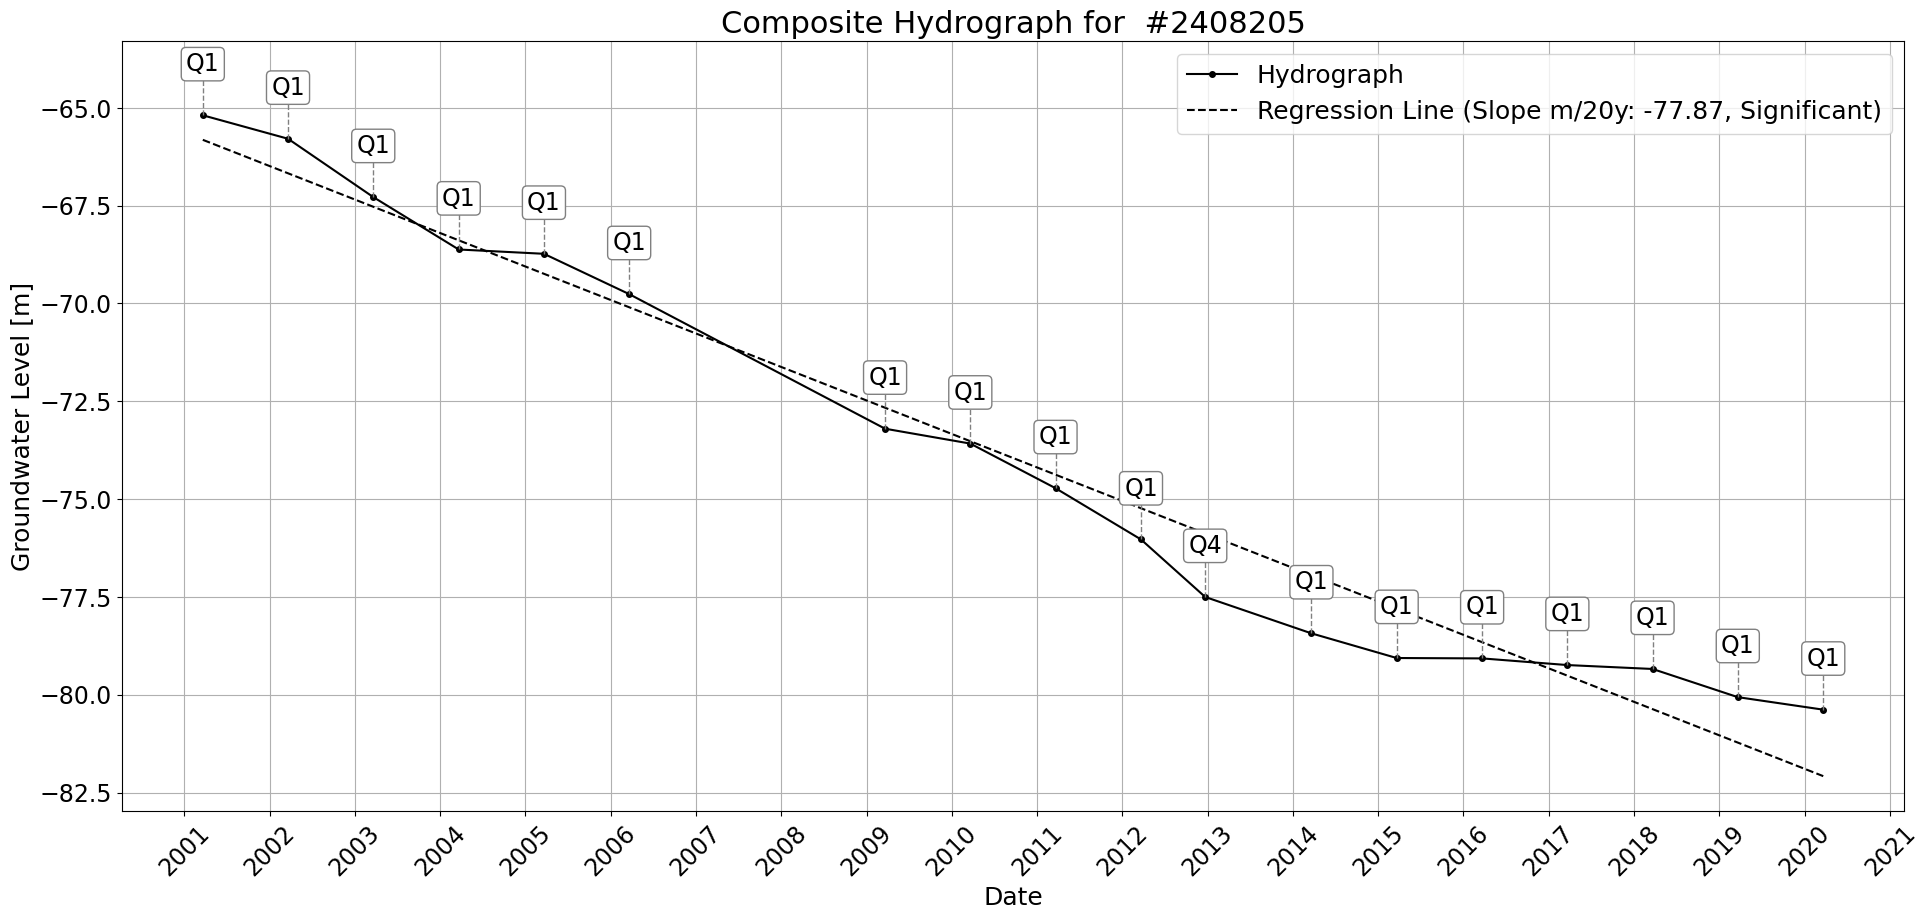 Composite Hydrograph for  #2408205
Hydrograph
Regression Line (Slope m/20y: -77.87, Significant)
Q1
Q1
Q1
Q1
Q1
Q1
Q1
Q1
Q1
Q1
Q4
Q1
Q1
Q1
Q1
Q1
Q1
Q1
Groundwater Level [m]
−65.0
−67.5
−70.0
−72.5
−75.0
−77.5
−80.0
−82.5
2001
2002
2003
2004
2005
2006
2007
2008
2009
2010
2011
2012
2013
2014
2015
2016
2017
2018
2019
2020
2021
Date